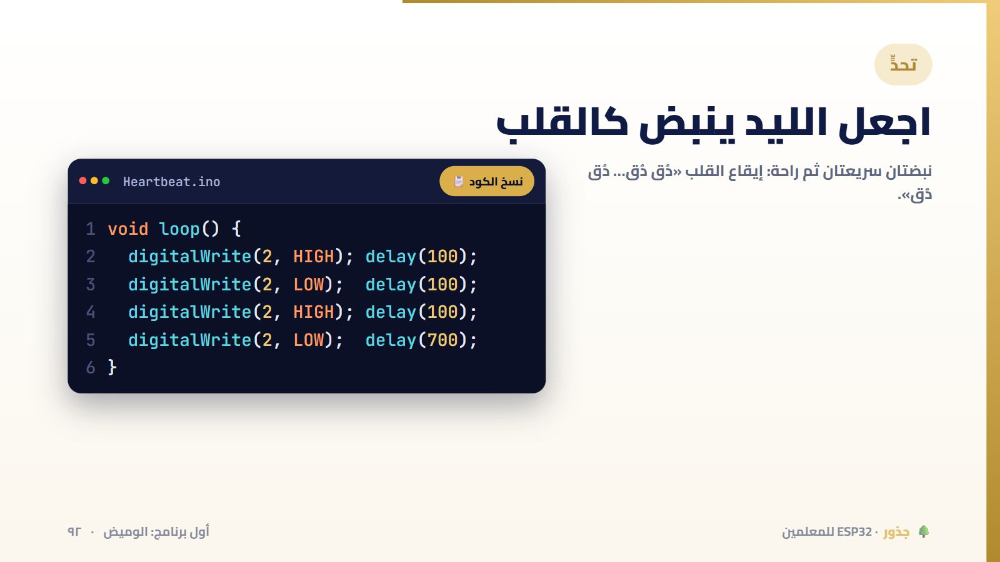 تحدٍّ
اجعل الليد ينبض كالقلب
نبضتان سريعتان ثم راحة: إيقاع القلب «دُق دُق... دُق
دُق».
Heartbeat.ino
نسخ الكود
1 void loop() {
2   digitalWrite(2, HIGH); delay(100);
3   digitalWrite(2, LOW);  delay(100);
4   digitalWrite(2, HIGH); delay(100);
5   digitalWrite(2, LOW);  delay(700);
6 }
جذور · ESP32 للمعلمين
أول برنامج: الوميض · ٩٢